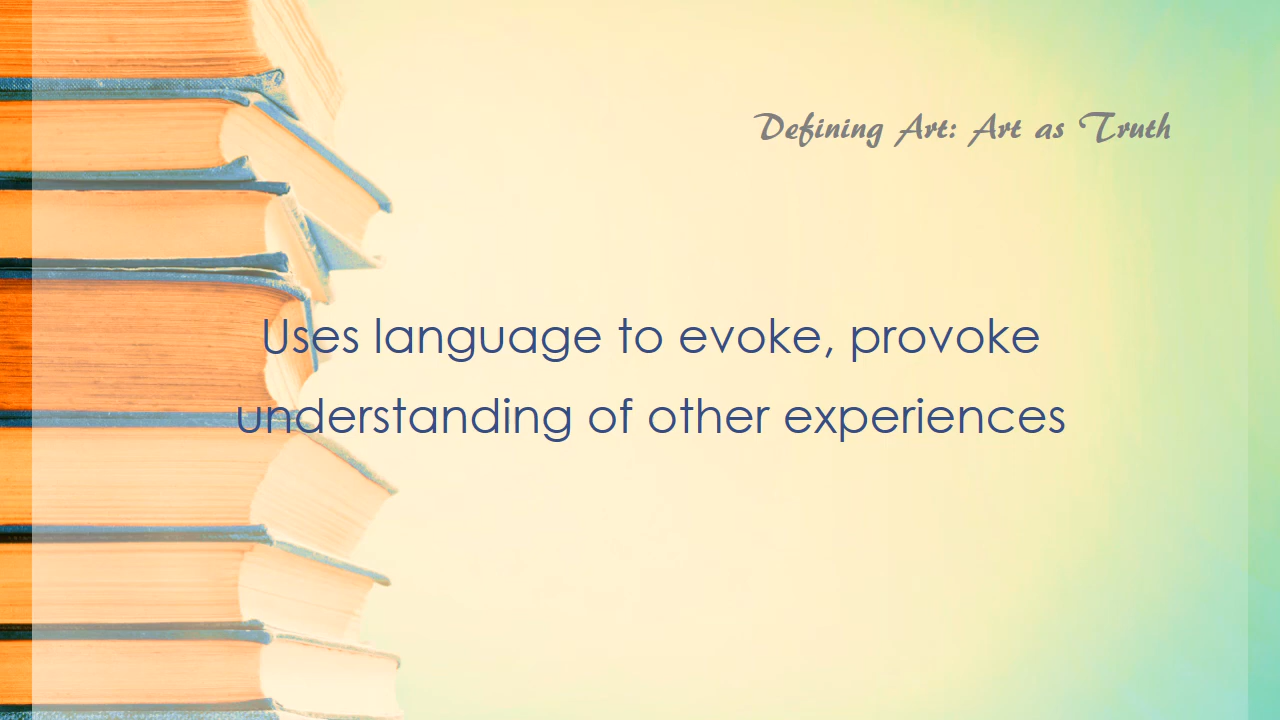 Defining Art: Art as Truth
Uses language to evoke, provoke
understanding of other experiences